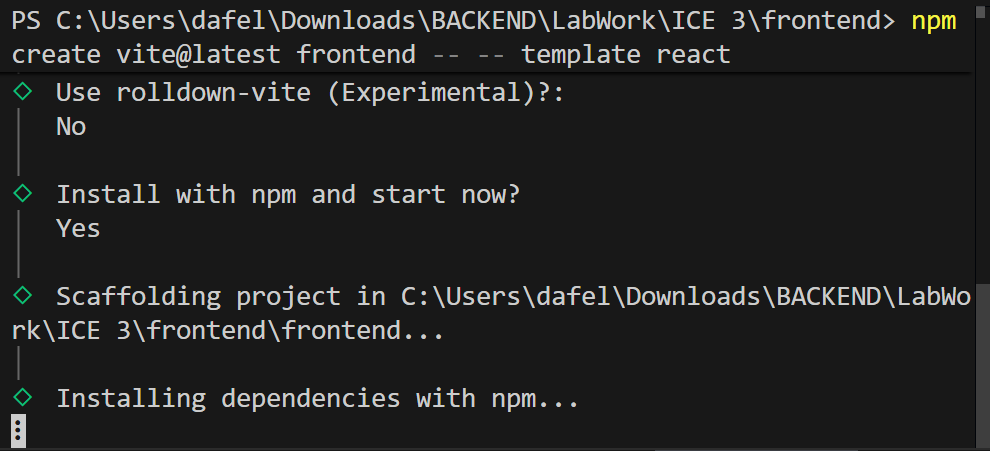 PS C:\Users\dafel\Downloads\BACKEND\LabWork\ICE 3\frontend> npm
create vite@latest frontend -- -- template react
◇ Use rolldown-vite (Experimental)?:
│ No
◇ Install with npm and start now?
│ Yes
◇ Scaffolding project in C:\Users\dafel\Downloads\BACKEND\LabWo
rk\ICE 3\frontend\frontend...
◇ Installing dependencies with npm...